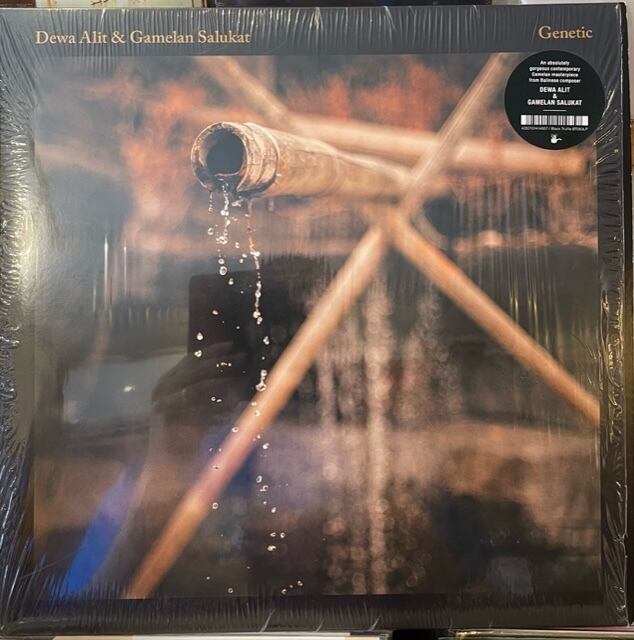 Dewa Alit & Gamelan Salukat
Genetic
An absolutely
gorgeous contemporary
Gamelan masterpiece
from Balinese composer
DEWA ALIT
&
GAMELAN SALUKAT